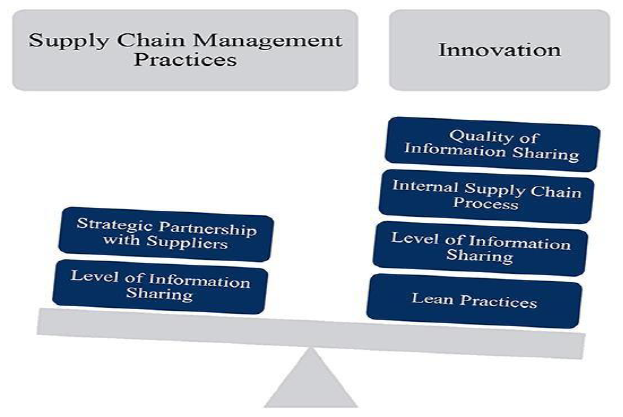 Supply Chain Management
Practices
Innovation
Strategic Partnership
with Suppliers
Level of Information
Sharing
Quality of
Information Sharing
Internal Supply Chain
Process
Level of Information
Sharing
Lean Practices